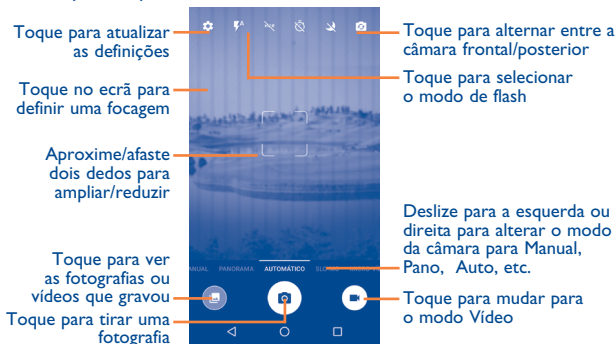 Toque para atualizar
as definições
Toque no ecrã para
definir uma focagem
Aproxime/afaste
dois dedos para
ampliar/reduzir
Toque para ver
as fotografias ou
vídeos que gravou
Toque para tirar uma
fotografia
Toque para alternar entre a
câmara frontal/posterior
Toque para selecionar
o modo de flash
Deslize para a esquerda ou
direita para alterar o modo
da câmara para Manual,
Pano, Auto, etc.
Toque para mudar para
o modo Vídeo
PANORAMA AUTOMÁTICO